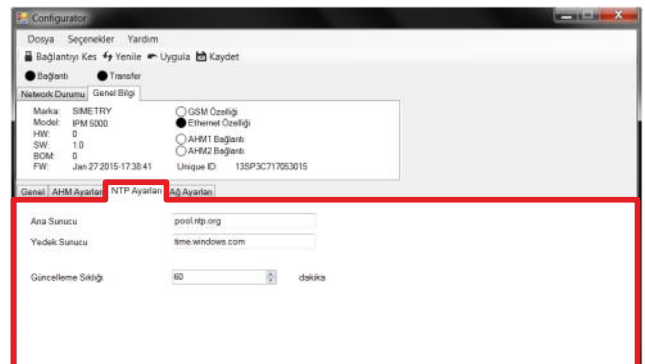 Configurator
Dosya Seçenekler Yardım
Bağlantıyı Kes Yenile Uygula Kaydet
Bağlantı Transfer
Network Durumu Genel Bilgi
Marka: SIMETRY GSM Özelliği
Model: IPM 5000 Ethernet Özelliği
HW: 0 AHM1 Bağlantı
SW: 1.0 AHM2 Bağlantı
BOM: 0
FW: Jan 27 2015-17:38:41 Unique ID: 13SP3C717053015
Genel AHM Ayarları NTP Ayarları Ağ Ayarları
Ana Sunucu pool.ntp.org
Yedek Sunucu time.windows.com
Güncelleme Sıklığı 60 dakika